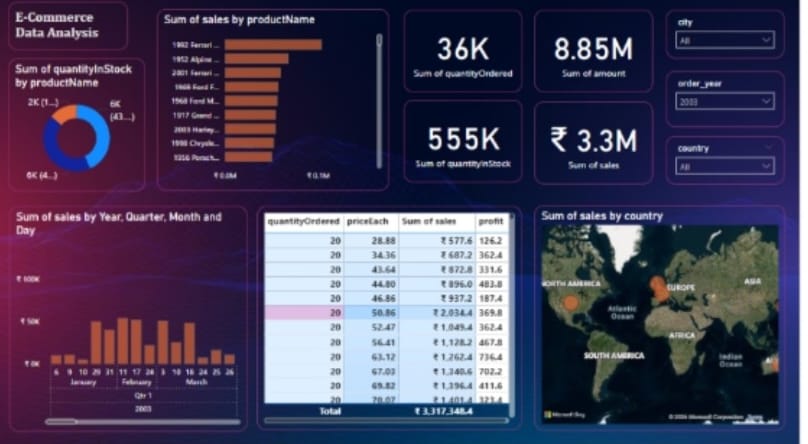 E-Commerce
Data Analysis
Sum of quantityInStock
by productName
2K (1...)
6K
(43...)
6K (4...)
Sum of sales by productName
1992 Ferrari ...
1952 Alpine ...
2001 Ferrari ...
1968 Ford F...
1968 Ford M...
1917 Grand ...
2003 Harley...
1998 Chrysle...
1956 Porsch...
₹ 0.0M
₹ 0.1M
36K
Sum of quantityOrdered
8.85M
Sum of amount
555K
Sum of quantityInStock
₹ 3.3M
Sum of sales
city
All
order_year
2003
country
All
Sum of sales by Year, Quarter, Month and
Day
₹ 100K
₹ 50K
₹ 0K
6 9 10 29 31 11 17 24 3 10 18 24 25 26
January February March
Qtr 1
2003
quantityOrdered priceEach Sum of sales profit
20 28.88 ₹ 577.6 126.2
20 34.36 ₹ 687.2 362.4
20 43.64 ₹ 872.8 331.6
20 44.80 ₹ 896.0 483.8
20 46.86 ₹ 937.2 187.4
20 50.86 ₹ 2,034.4 369.8
20 52.47 ₹ 1,049.4 362.4
20 56.41 ₹ 1,128.2 467.8
20 63.12 ₹ 1,262.4 736.4
20 67.03 ₹ 1,340.6 702.2
20 69.82 ₹ 1,396.4 411.6
20 70.07 ₹ 1,401.4 323.4
Total ₹ 3,317,348.4
Sum of sales by country
NORTH AMERICA
EUROPE
ASIA
Atlantic
Ocean
AFRICA
SOUTH AMERICA
Indian
Ocean
Microsoft Bing
Microsoft Corporation